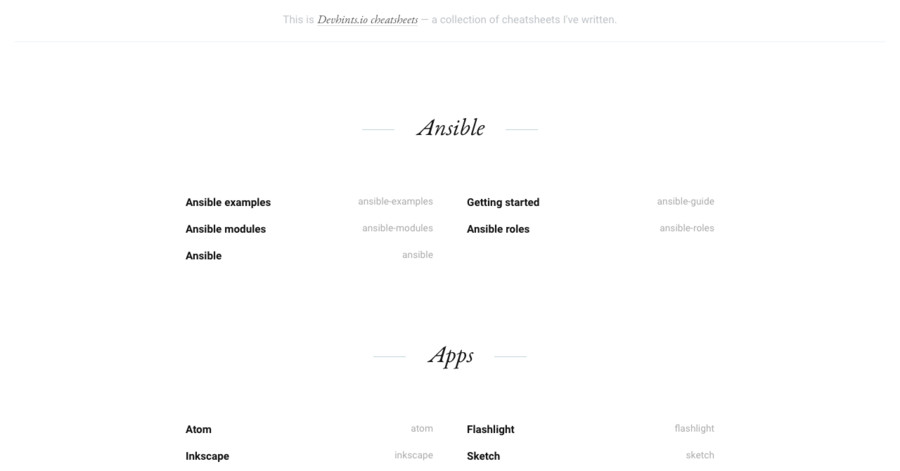 This is Devhints.io cheatsheets — a collection of cheatsheets I've written.
Ansible
Ansible examples ansible-examples Getting started ansible-guide
Ansible modules ansible-modules Ansible roles ansible-roles
Ansible ansible
Apps
Atom atom Flashlight flashlight
Inkscape inkscape Sketch sketch